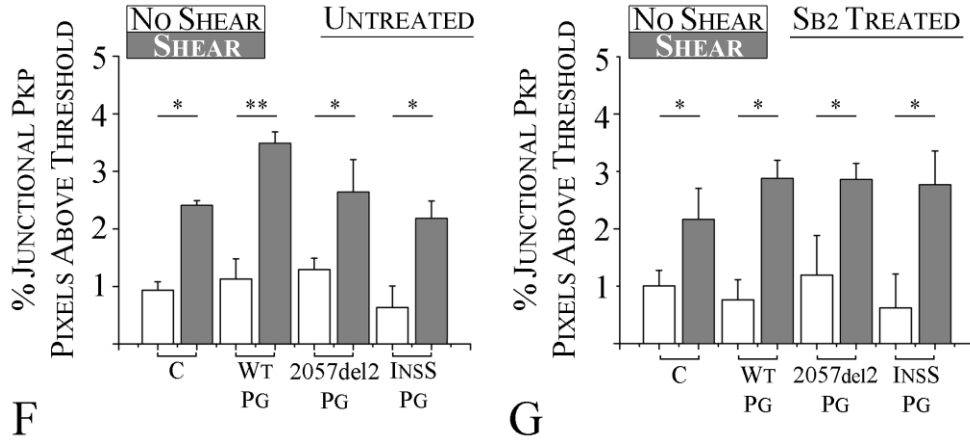 NO SHEAR
SHEAR
UNTREATED
% JUNCTIONAL PKP
PIXELS ABOVE THRESHOLD
5
4
3
2
1
* ** * *
C
WT
PG
2057del2
PG
INSS
PG
F
NO SHEAR
SHEAR
SB2 TREATED
% JUNCTIONAL PKP
PIXELS ABOVE THRESHOLD
5
4
3
2
1
* * * *
C
WT
PG
2057del2
PG
INSS
PG
G